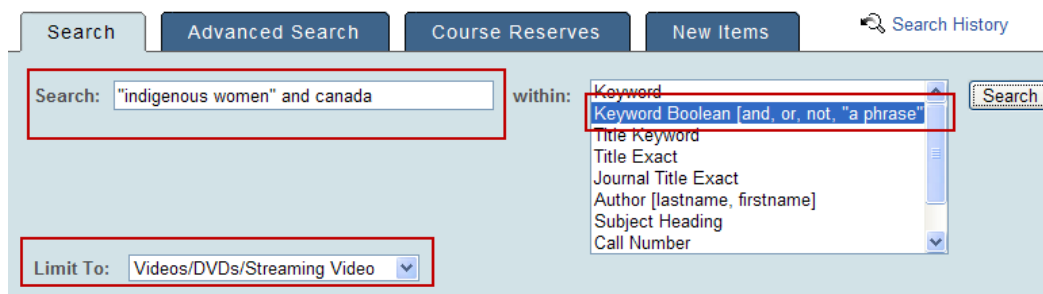 Search Advanced Search Course Reserves New Items Search History
Search: "indigenous women" and canada within: Keyword Search
Keyword Boolean [and, or, not, "a phrase"
Title Keyword
Title Exact
Journal Title Exact
Author [lastname, firstname]
Subject Heading
Call Number
Limit To: Videos/DVDs/Streaming Video